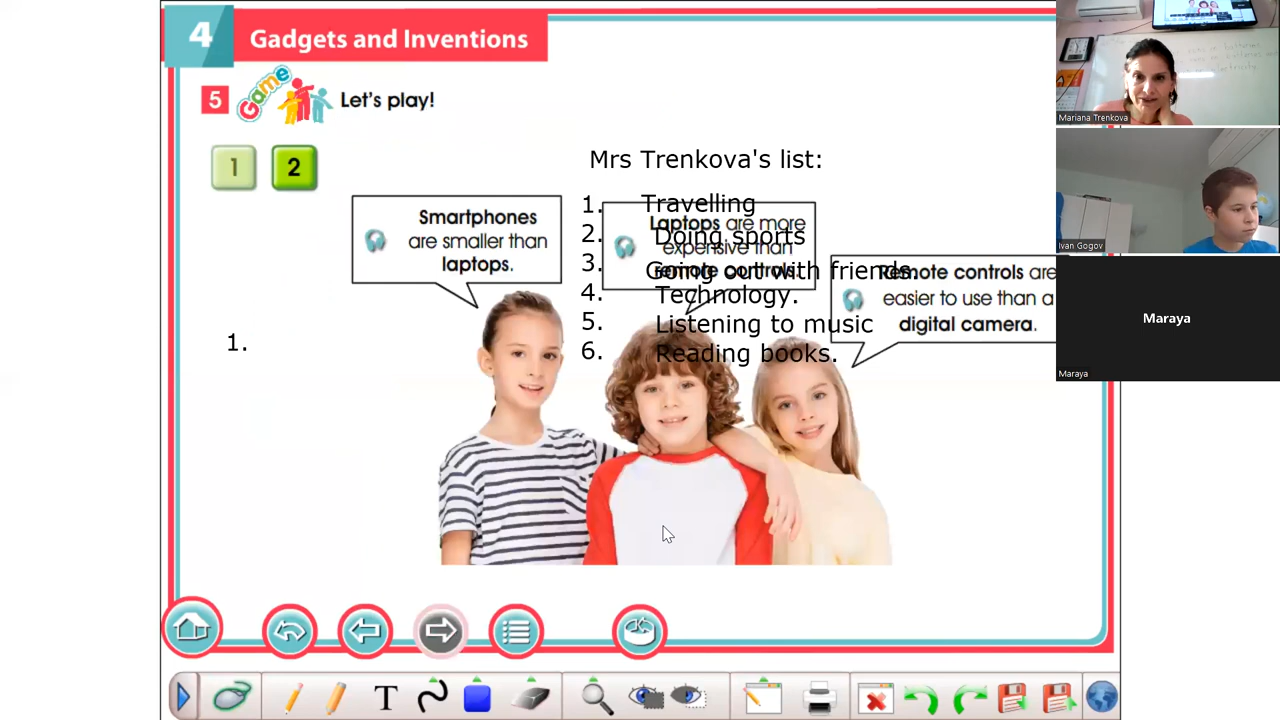 4
Gadgets and Inventions
5
Game
Let's play!
1
2
Mrs Trenkova's list:
1. Travelling
2. Doing sports
3. Going out with friends.
4. Technology.
5. Listening to music
6. Reading books.
Smartphones
are smaller than
laptops.
Laptops are more
expensive than
remote controls.
Remote controls are
easier to use than a
digital camera.
1.
T
Mariana Trenkova
Ivan Gogov
Maraya
Maraya